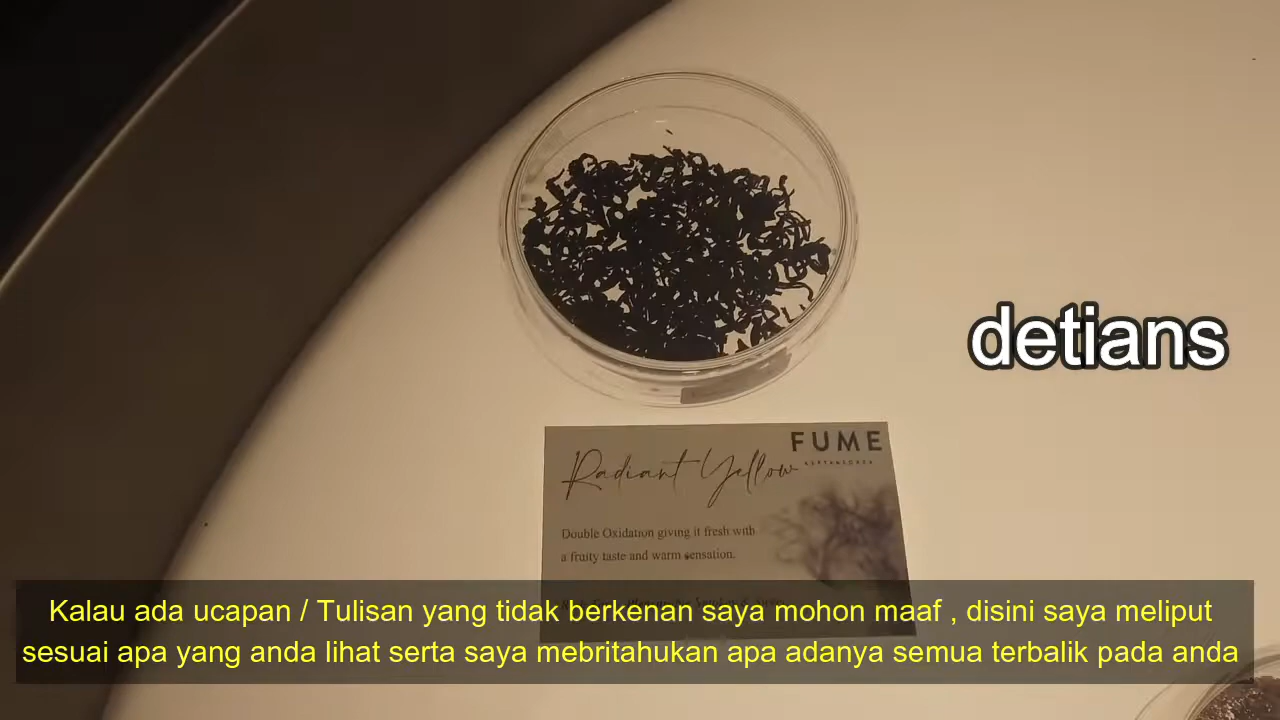 detians
FUME
Radiant Yellow
Double Oxidation giving it fresh with
a fruity taste and warm sensation.
Kalau ada ucapan / Tulisan yang tidak berkenan saya mohon maaf , disini saya meliput
sesuai apa yang anda lihat serta saya mebritahukan apa adanya semua terbalik pada anda